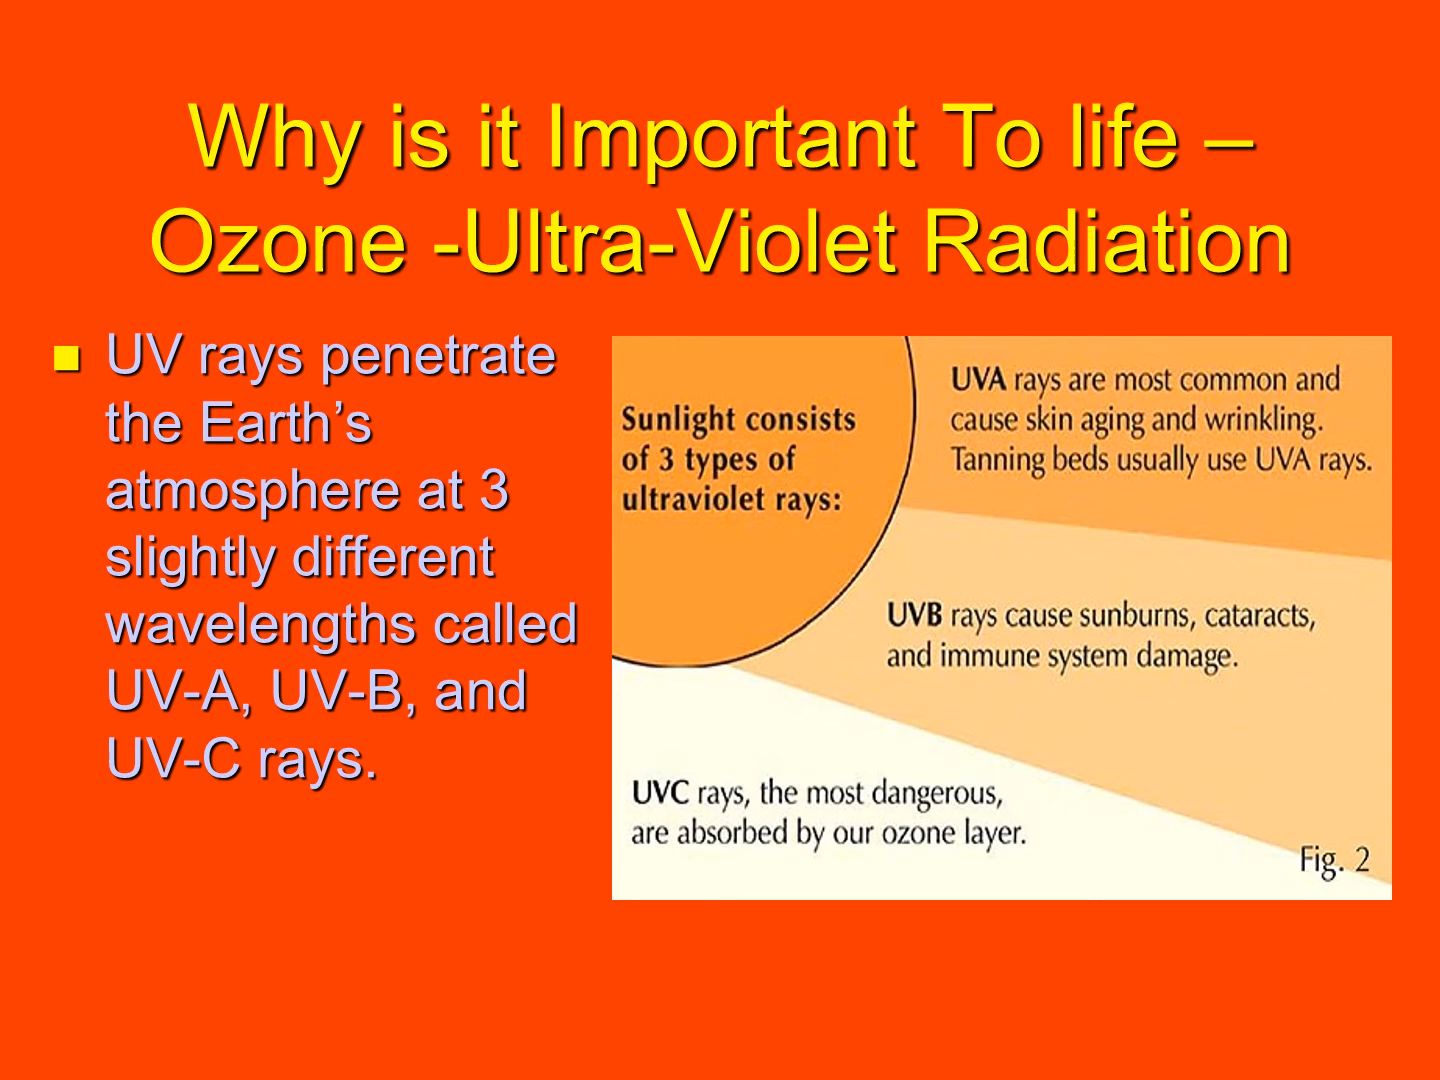 Why is it Important To life –
Ozone -Ultra-Violet Radiation
UV rays penetrate
the Earth’s
atmosphere at 3
slightly different
wavelengths called
UV-A, UV-B, and
UV-C rays.
Sunlight consists
of 3 types of
ultraviolet rays:
UVA rays are most common and
cause skin aging and wrinkling.
Tanning beds usually use UVA rays.
UVB rays cause sunburns, cataracts,
and immune system damage.
UVC rays, the most dangerous,
are absorbed by our ozone layer.
Fig. 2